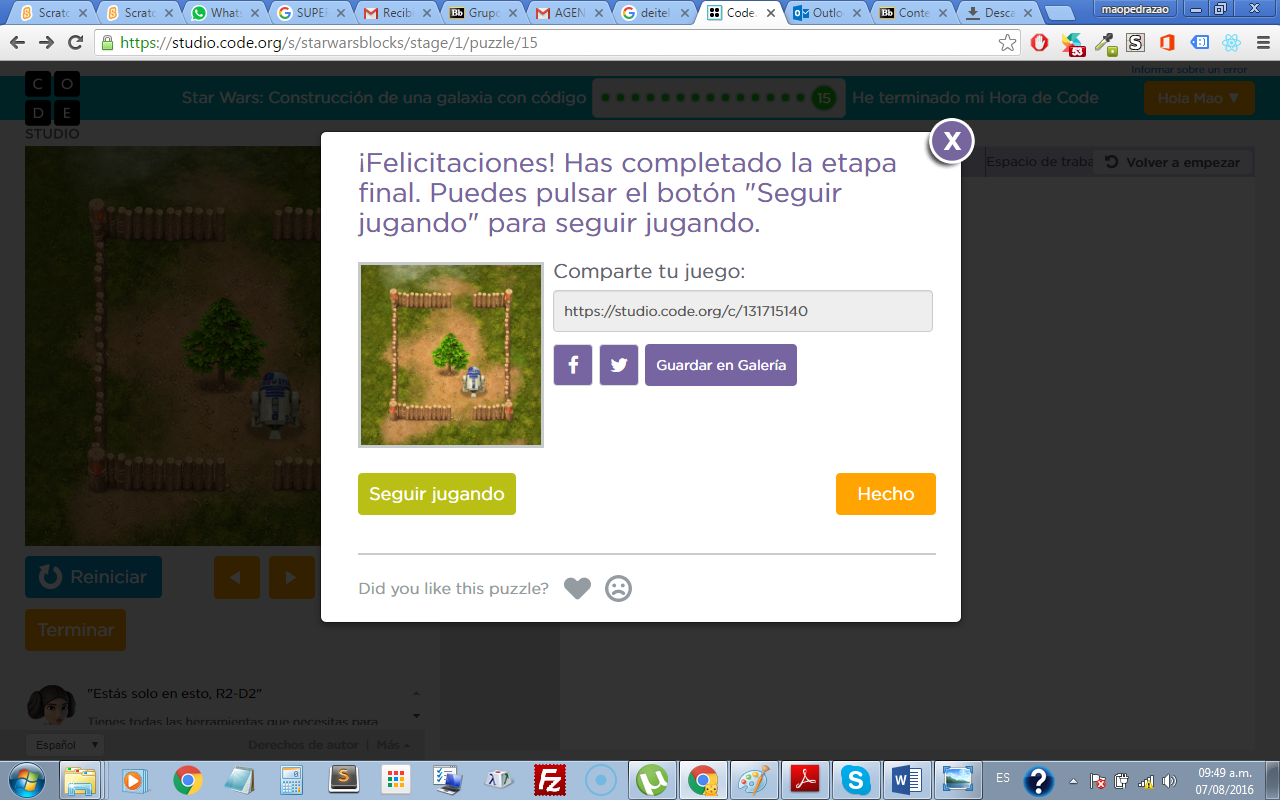 Scrato
Scrato
Whats
SUPER
Recib
Grupo
AGEN
deitel
Code.
Outlo
Conte
Desca
maopedrazao
https://studio.code.org/s/starwarsblocks/stage/1/puzzle/15
53
Informar sobre un error
CODE
STUDIO
Star Wars: Construcción de una galaxia con código
15
He terminado mi Hora de Code
Hola Mao ▼
Espacio de traba
Volver a empezar
X
¡Felicitaciones! Has completado la etapa
final. Puedes pulsar el botón "Seguir
jugando" para seguir jugando.
Comparte tu juego:
https://studio.code.org/c/131715140
Guardar en Galería
Seguir jugando
Hecho
Did you like this puzzle?
Reiniciar
Terminar
"Estás solo en esto, R2-D2"
Tienes todas las herramientas que necesitas para
Español
Derechos de autor | Más
ES
09:49 a.m.
07/08/2016